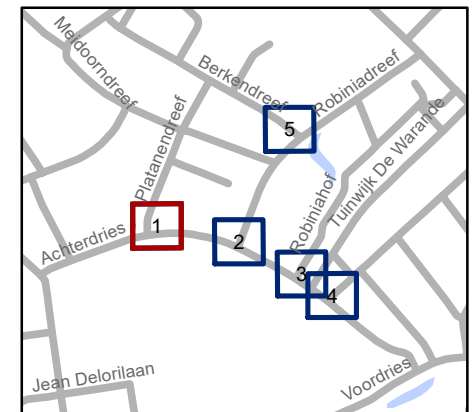 Meidoorndreef
Berkendreef
Robiniadreef
5
Platanendreef
Tuinwijk De Warande
Robiniahof
1
Achterdries
2
3
4
Jean Delorilaan
Voordries